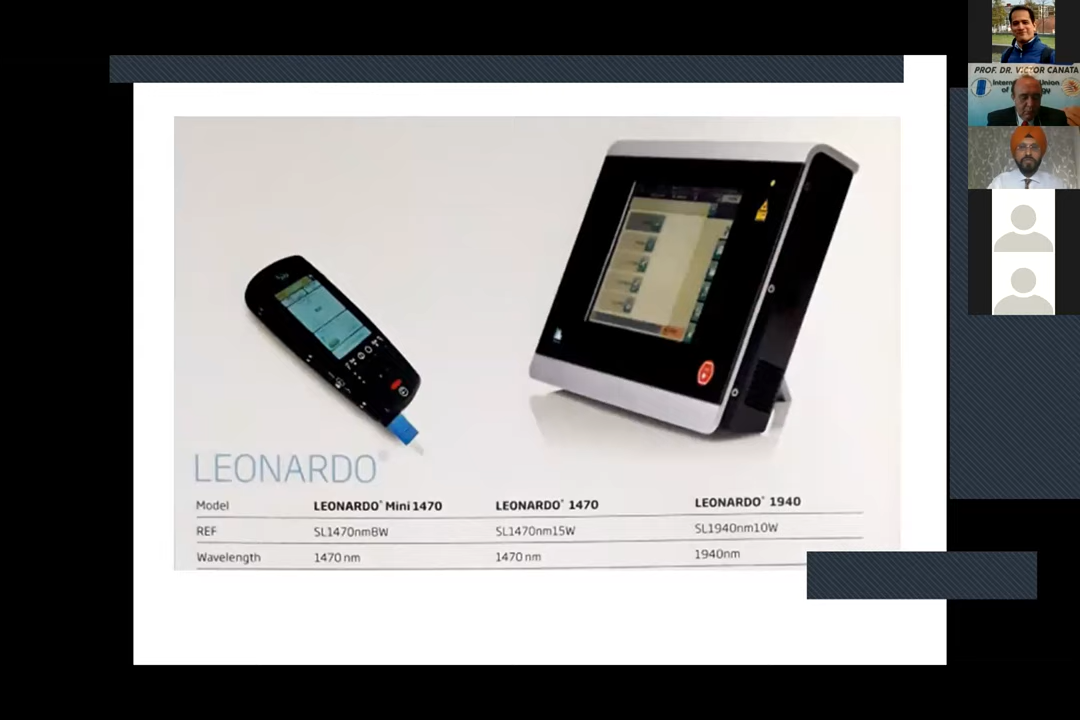 PROF. DR. VICTOR CANATA
LEONARDO®
Model LEONARDO® Mini 1470 LEONARDO® 1470 LEONARDO® 1940
REF SL1470nm8W SL1470nm15W SL1940nm10W
Wavelength 1470 nm 1470 nm 1940nm